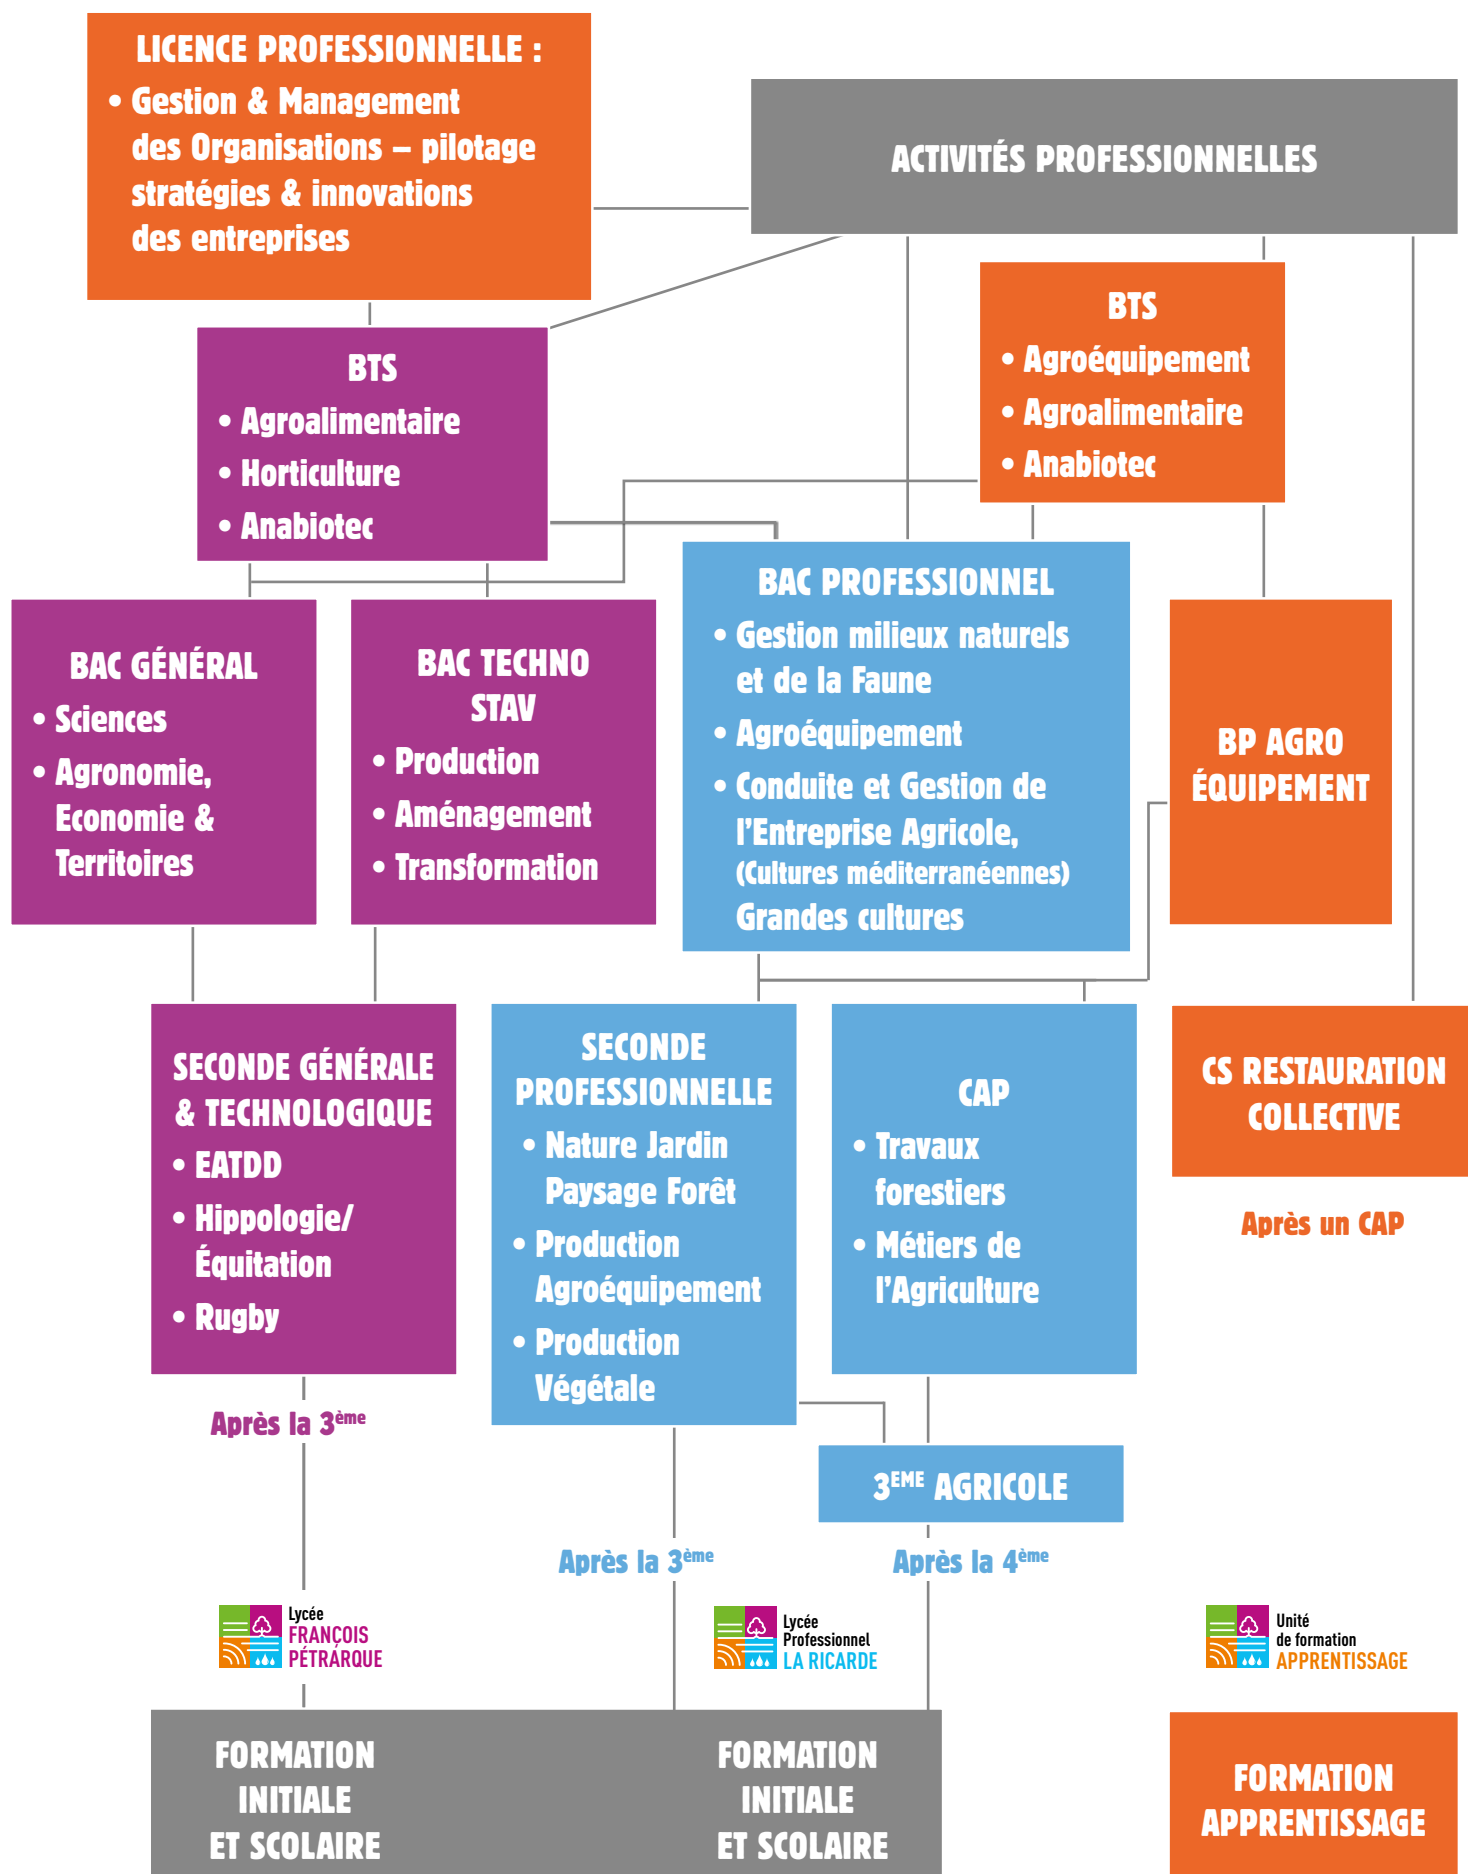 LICENCE PROFESSIONNELLE :
• Gestion & Management
des Organisations – pilotage
stratégies & innovations
des entreprises
ACTIVITÉS PROFESSIONNELLES
BTS
• Agroéquipement
• Agroalimentaire
• Anabiotec
BTS
• Agroalimentaire
• Horticulture
• Anabiotec
BAC GÉNÉRAL
• Sciences
• Agronomie,
Economie &
Territoires
BAC TECHNO
STAV
• Production
• Aménagement
• Transformation
BAC PROFESSIONNEL
• Gestion milieux naturels
et de la Faune
• Agroéquipement
• Conduite et Gestion de
l'Entreprise Agricole,
(Cultures méditerranéennes)
Grandes cultures
BP AGRO
ÉQUIPEMENT
SECONDE GÉNÉRALE
& TECHNOLOGIQUE
• EATDD
• Hippologie/
Équitation
• Rugby
SECONDE
PROFESSIONNELLE
• Nature Jardin
Paysage Forêt
• Production
Agroéquipement
• Production
Végétale
CAP
• Travaux
forestiers
• Métiers de
l'Agriculture
CS RESTAURATION
COLLECTIVE
Après un CAP
Après la 3ème
3EME AGRICOLE
Après la 3ème
Après la 4ème
Lycée
FRANÇOIS
PÉTRARQUE
Lycée
Professionnel
LA RICARDE
Unité
de formation
APPRENTISSAGE
FORMATION
INITIALE
ET SCOLAIRE
FORMATION
INITIALE
ET SCOLAIRE
FORMATION
APPRENTISSAGE